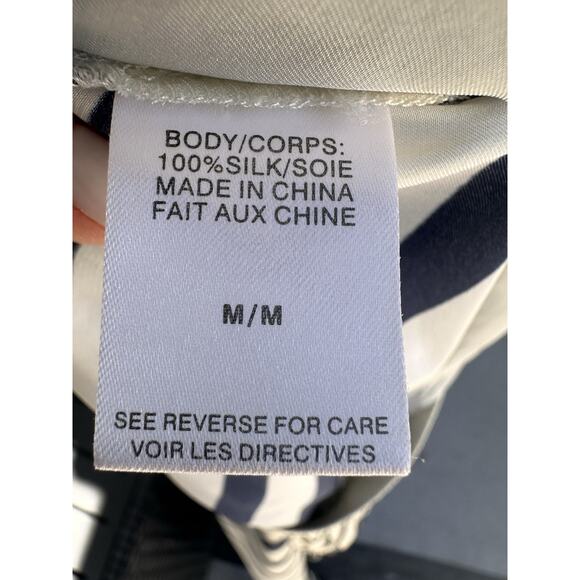 BODY/CORPS:
100%SILK/SOIE
MADE IN CHINA
FAIT AUX CHINE
M/M
SEE REVERSE FOR CARE
VOIR LES DIRECTIVES